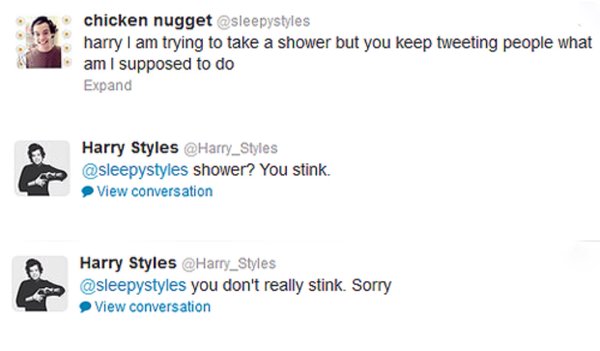 chicken nugget @sleepystyles
harry I am trying to take a shower but you keep tweeting people what
am I supposed to do
Expand
Harry Styles @Harry_Styles
@sleepystyles shower? You stink.
View conversation
Harry Styles @Harry_Styles
@sleepystyles you don't really stink. Sorry
View conversation